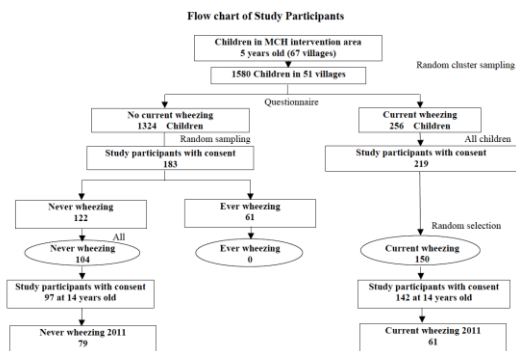 Flow chart of Study Participants
Children in MCH intervention area
5 years old (67 villages)
Random cluster sampling
1580 Children in 51 villages
Questionnaire
No current wheezing
1324 Children
Current wheezing
256 Children
Random sampling
All children
Study participants with consent
183
Study participants with consent
219
Never wheezing
122
Ever wheezing
61
All
Random selection
Never wheezing
104
Ever wheezing
0
Current wheezing
150
Study participants with consent
97 at 14 years old
Study participants with consent
142 at 14 years old
Never wheezing 2011
79
Current wheezing 2011
61